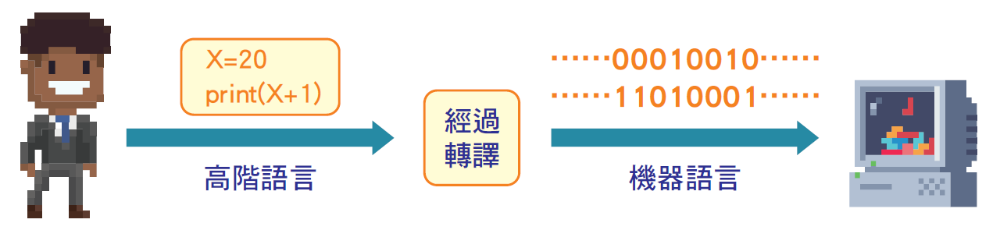 X=20
print(X+1)
高階語言
經過
轉譯
……00010010……
……11010001……
機器語言